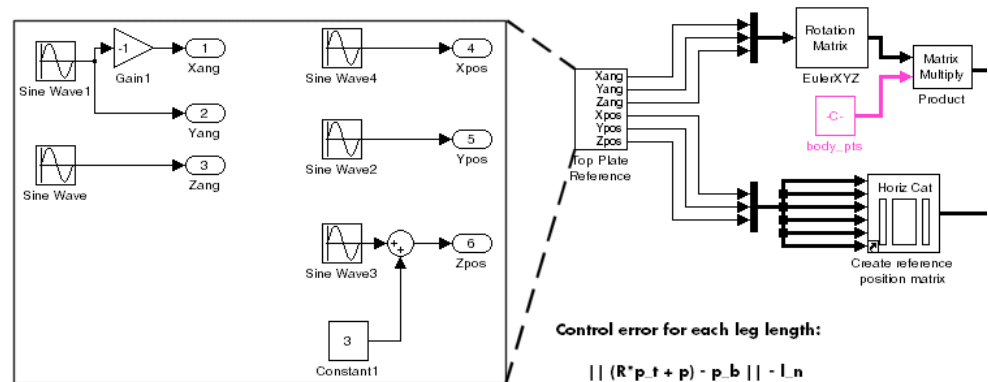 -1
1
Xang
Gain1
Sine Wave1
2
Yang
3
Zang
Sine Wave
4
Xpos
Sine Wave4
5
Ypos
Sine Wave2
6
Zpos
Sine Wave3
3
Constant1
Xang
Yang
Zang
Xpos
Ypos
Zpos
Top Plate
Reference
Rotation
Matrix
EulerXYZ
Matrix
Multiply
Product
-C-
body_pts
Horiz Cat
Create reference
position matrix
Control error for each leg length:
|| (R*p_t + p) - p_b || - l_n